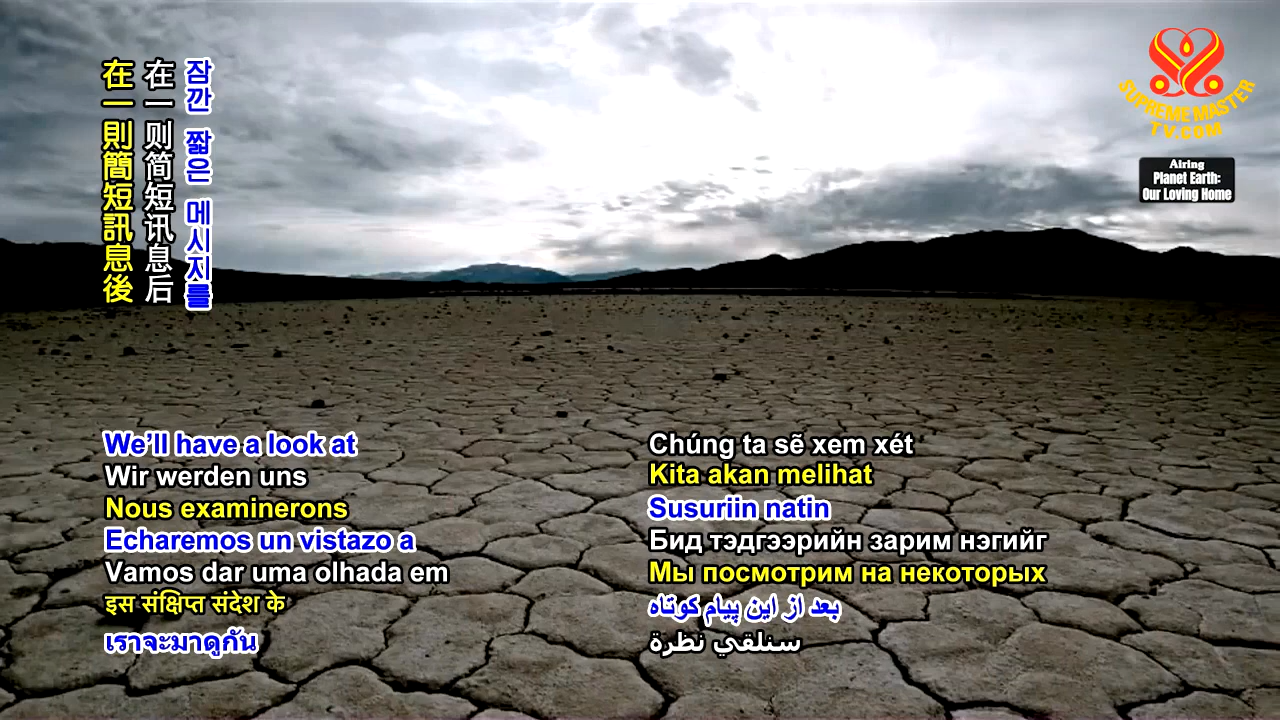 在一則簡短訊息後
在一则简短讯息后
잠깐 짧은 메시지를
SUPREME MASTER
TV.COM
Airing
Planet Earth:
Our Loving Home
We’ll have a look at
Wir werden uns
Nous examinerons
Echaremos un vistazo a
Vamos dar uma olhada em
इस संक्षिप्त संदेश के
เราจะมาดูกัน
Chúng ta sẽ xem xét
Kita akan melihat
Susuriin natin
Бид тэдгээрийн зарим нэгийг
Мы посмотрим на некоторых
بعد از این پیام کوتاه
سنلقي نظرة